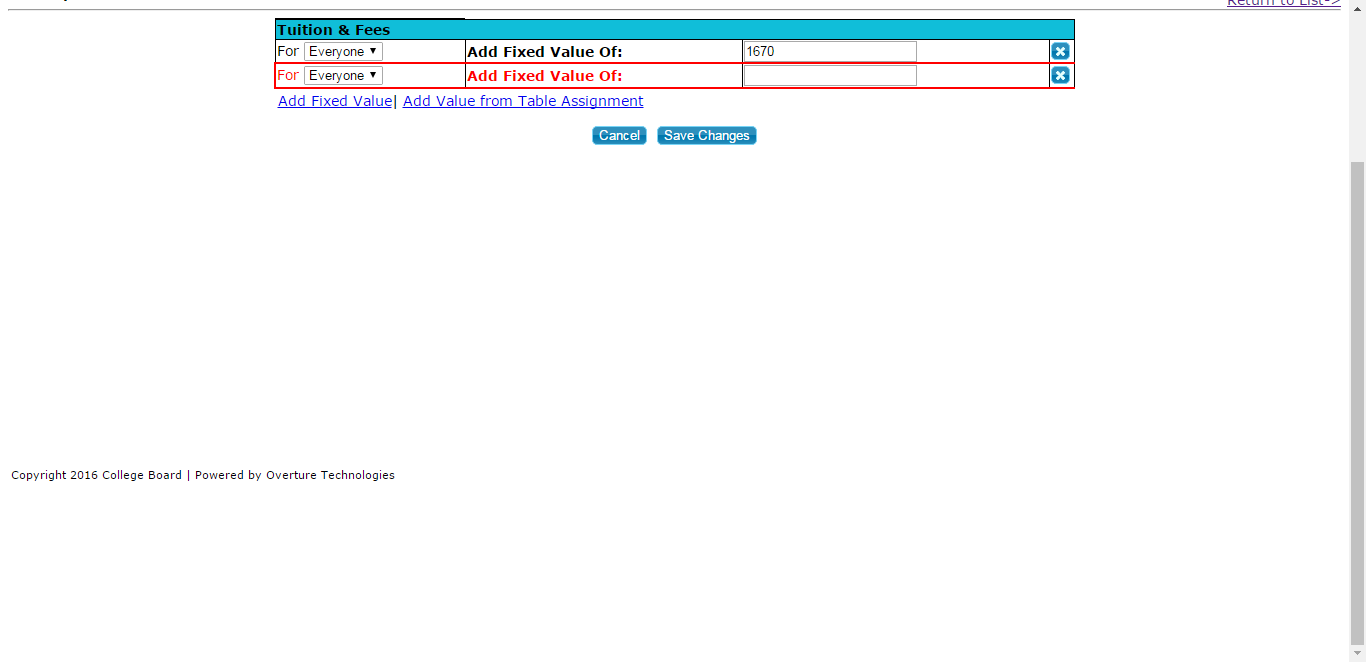 Return to List->
Tuition & Fees
For Everyone Add Fixed Value Of: 1670
For Everyone Add Fixed Value Of:
Add Fixed Value| Add Value from Table Assignment
Cancel Save Changes
Copyright 2016 College Board | Powered by Overture Technologies